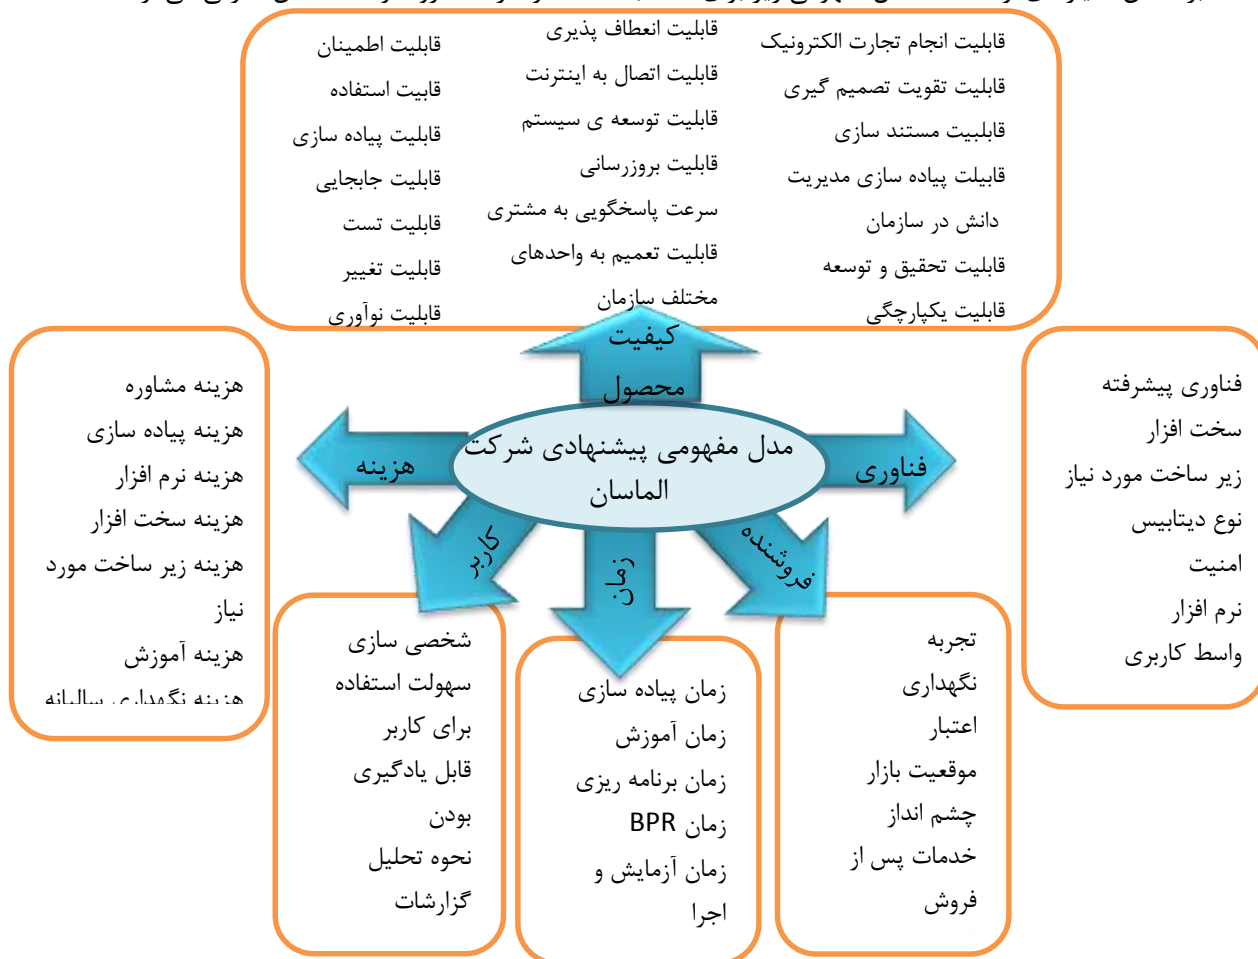 قابلیت انجام تجارت الکترونیک
قابلیت تقویت تصمیم گیری
قابلبیت مستند سازی
قابیلت پیاده سازی مدیریت
دانش در سازمان
قابلیت تحقیق و توسعه
قابلیت یکپارچگی
قابلیت انعطاف پذیری
قابلیت اتصال به اینترنت
قابلیت توسعه ی سیستم
قابلیت بروزرسانی
سرعت پاسخگویی به مشتری
قابلیت تعمیم به واحدهای
مختلف سازمان
قابلیت اطمینان
قابیت استفاده
قابلیت پیاده سازی
قابلیت جابجایی
قابلیت تست
قابلیت تغییر
قابلیت نوآوری
کیفیت
محصول
مدل مفهومی پیشنهادی شرکت
الماسان
فناوری
هزینه
فروشنده
زمان
کاربر
فناوری پیشرفته
سخت افزار
زیر ساخت مورد نیاز
نوع دیتابیس
امنیت
نرم افزار
واسط کاربری
هزینه مشاوره
هزینه پیاده سازی
هزینه نرم افزار
هزینه سخت افزار
هزینه زیر ساخت مورد
نیاز
هزینه آموزش
هزینه نگهداری سالیانه
تجربه
نگهداری
اعتبار
موقعیت بازار
چشم انداز
خدمات پس از
فروش
زمان پیاده سازی
زمان آموزش
زمان برنامه ریزی
زمان BPR
زمان آزمایش و
اجرا
شخصی سازی
سهولت استفاده
برای کاربر
قابل یادگیری
بودن
نحوه تحلیل
گزارشات